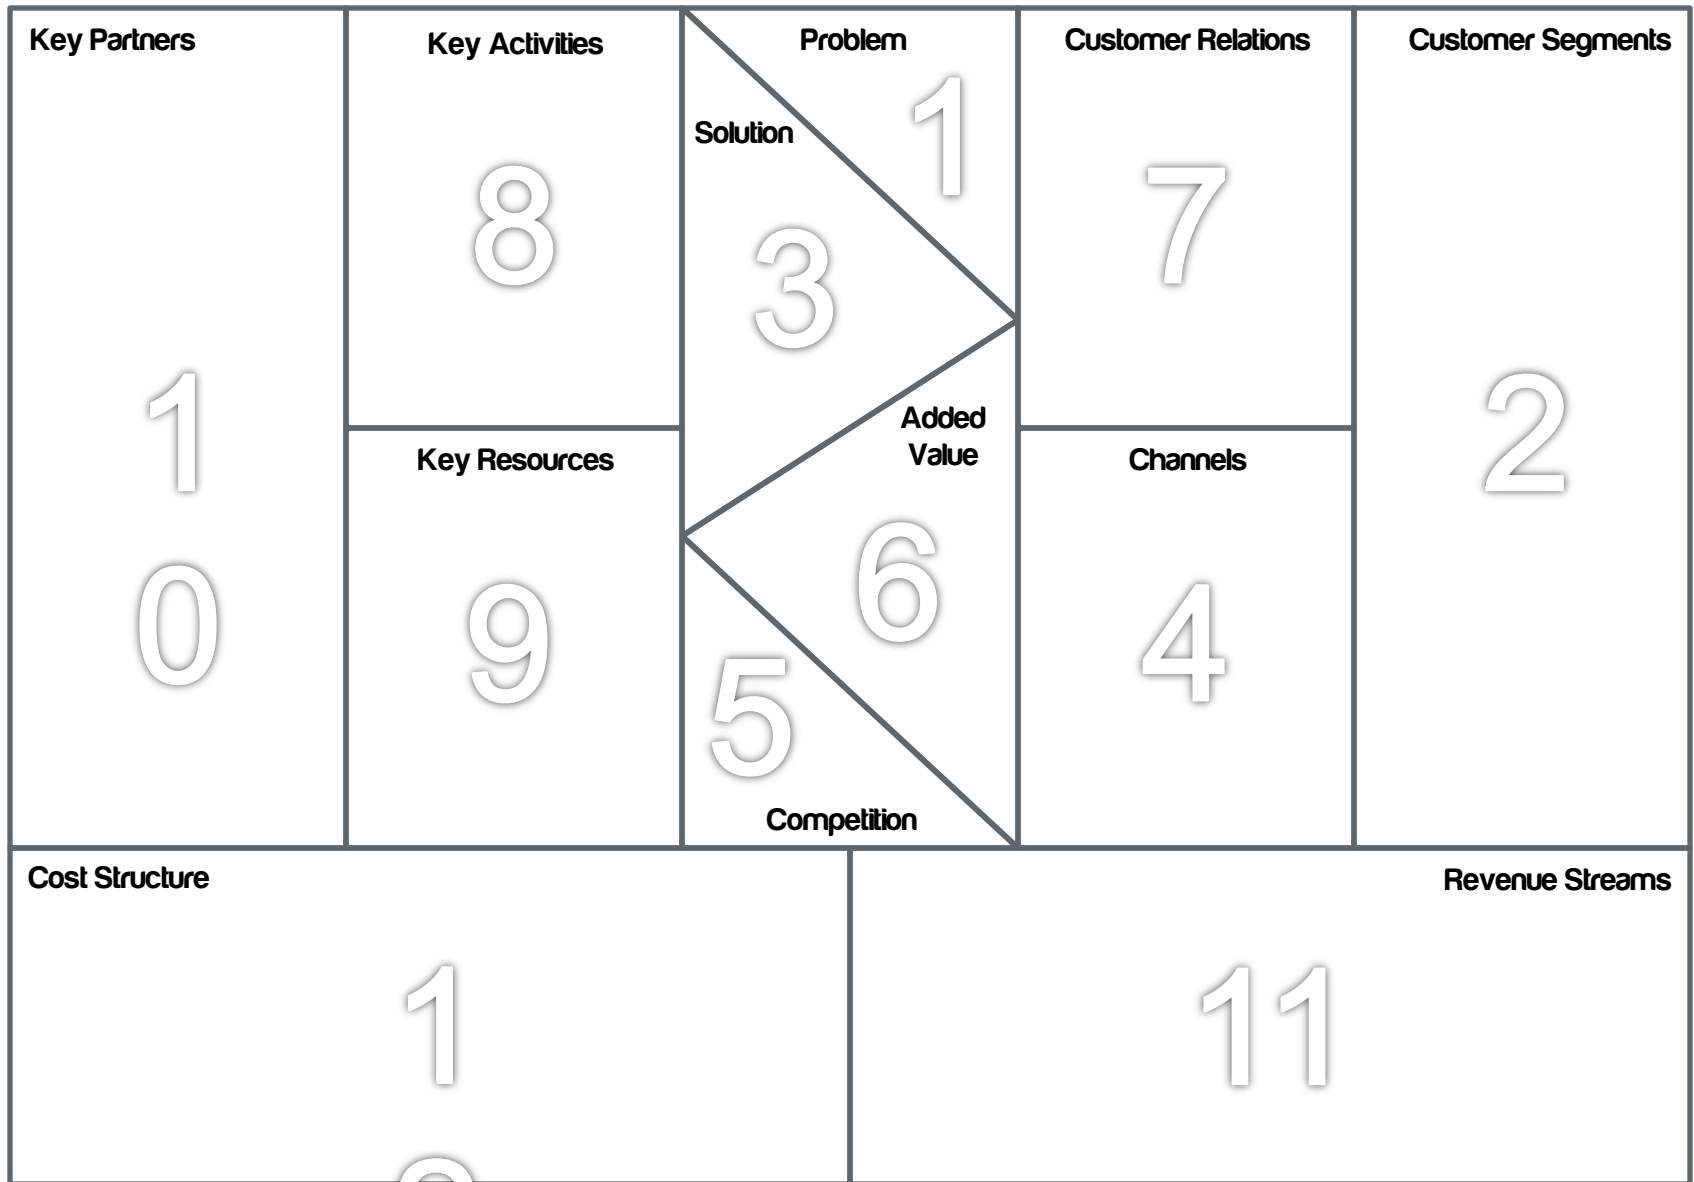 Key Partners
1
0
Key Activities
8
Key Resources
9
Problem
1
Solution
3
Added
Value
6
5
Competition
Customer Relations
7
Channels
4
Customer Segments
2
Cost Structure
1
Revenue Streams
11